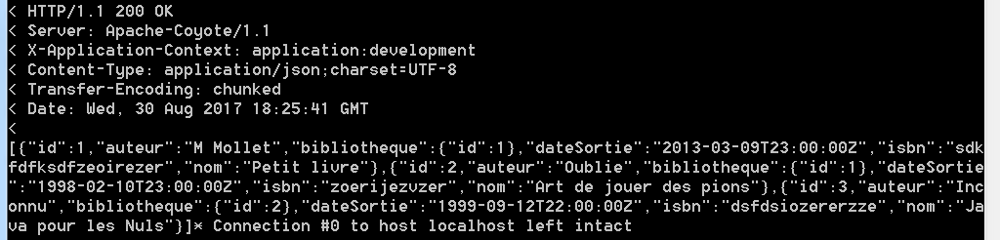 < HTTP/1.1 200 OK
< Server: Apache-Coyote/1.1
< X-Application-Context: application:development
< Content-Type: application/json;charset=UTF-8
< Transfer-Encoding: chunked
< Date: Wed, 30 Aug 2017 18:25:41 GMT
<
[{"id":1,"auteur":"M Mollet","bibliotheque":{"id":1},"dateSortie":"2013-03-09T23:00:00Z","isbn":"sdk
fdfksdfzeoirezer","nom":"Petit livre"},{"id":2,"auteur":"Oublie","bibliotheque":{"id":1},"dateSortie
":"1998-02-10T23:00:00Z","isbn":"zoerijezvzer","nom":"Art de jouer des pions"},{"id":3,"auteur":"Inc
onnu","bibliotheque":{"id":2},"dateSortie":"1999-09-12T22:00:00Z","isbn":"dsfdsiozererzze","nom":"Ja
va pour les Nuls"}]* Connection #0 to host localhost left intact